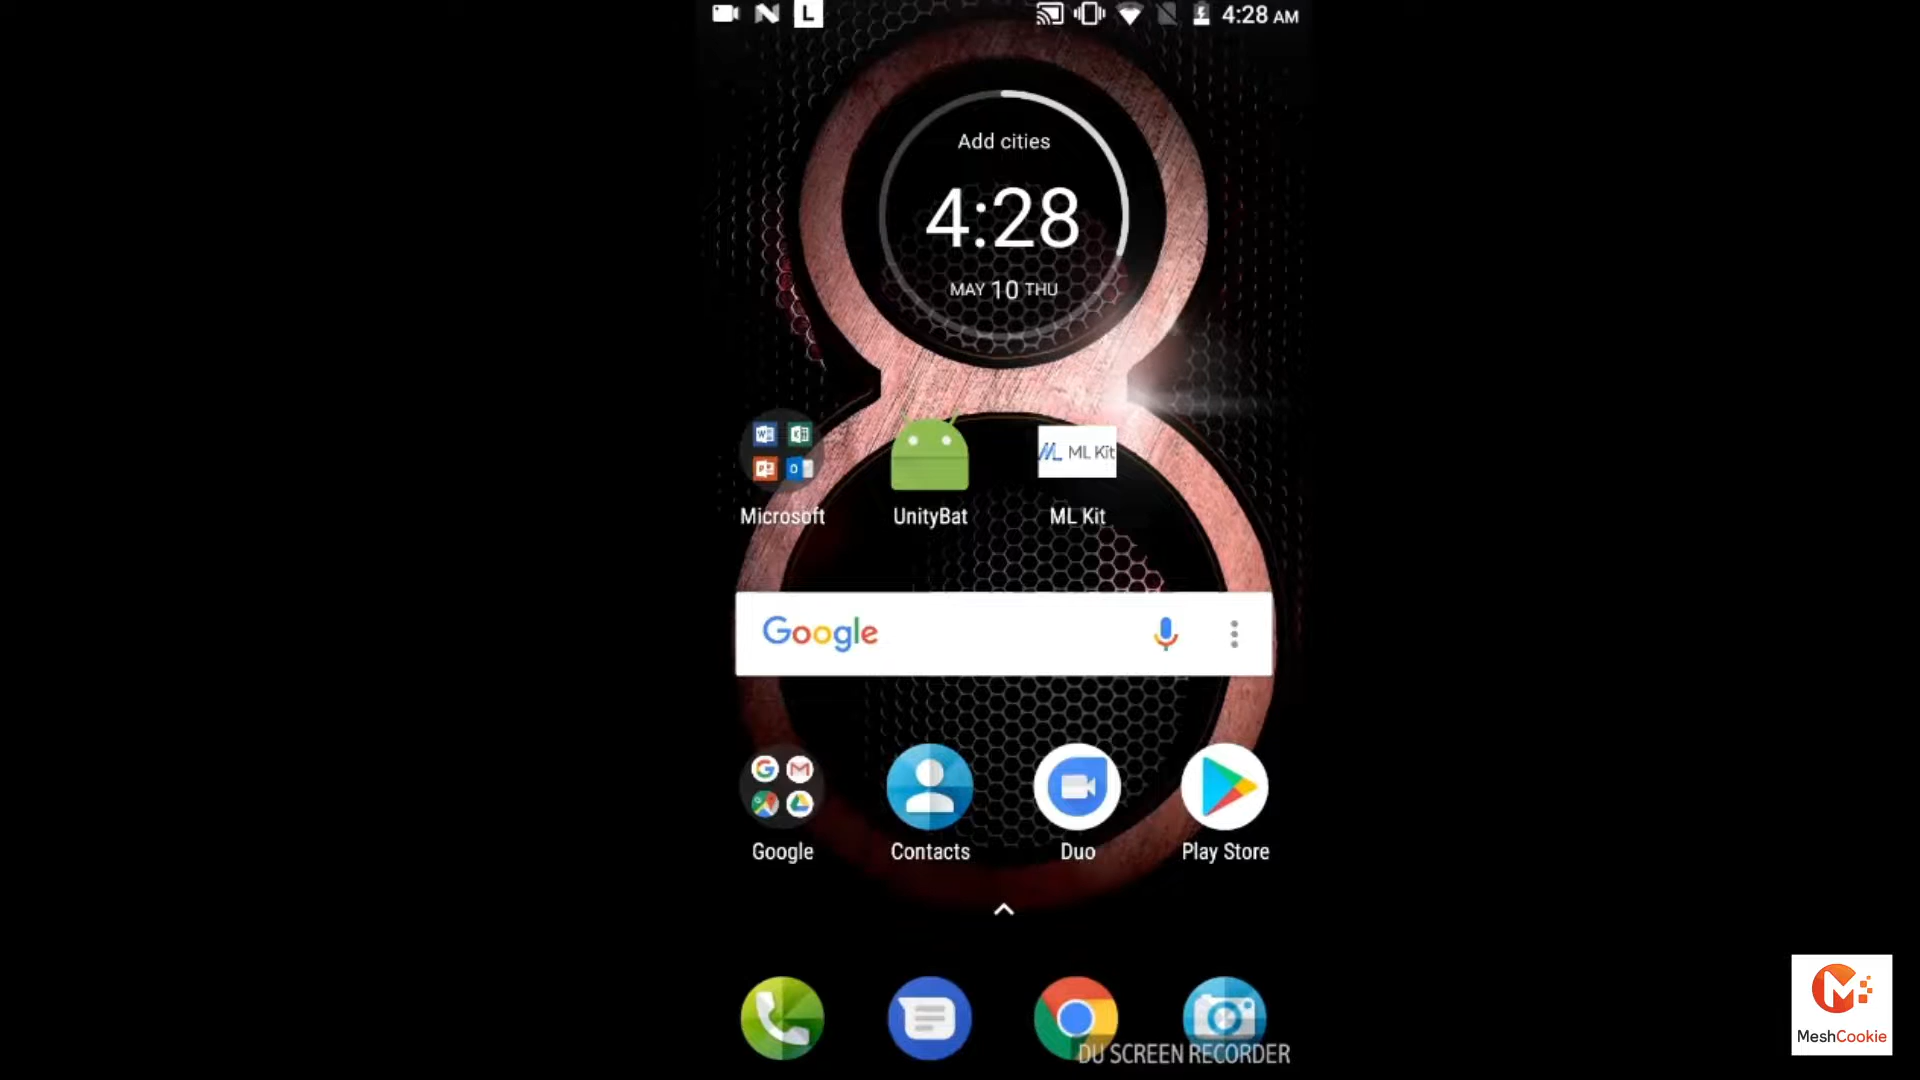 4:28 AM
Add cities
4:28
MAY 10 THU
ML Kit
Microsoft
UnityBat
ML Kit
Google
Google
Contacts
Duo
Play Store
DU SCREEN RECORDER
MeshCookie